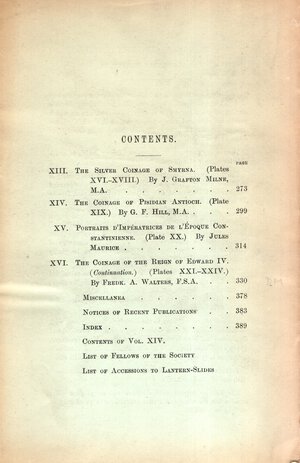 CONTENTS.
PAGE
XIII. The Silver Coinage of Smyrna. (Plates
XVI.–XVIII.) By J. Grafton Milne,
M.A. . . . . . . 273
XIV. The Coinage of Pisidian Antioch. (Plate
XIX.) By G. F. Hill, M.A. . . . 299
XV. Portraits d'Impératrices de l'Époque Con-
stantinienne. (Plate XX.) By Jules
Maurice . . . . . . 314
XVI. The Coinage of the Reign of Edward IV.
(Continuation.) (Plates XXI.–XXIV.)
By Fredk. A. Walters, F.S.A. . . 330
Miscellanea . . . . . 378
Notices of Recent Publications . . 383
Index . . . . . . . 389
Contents of Vol. XIV.
List of Fellows of the Society
List of Accessions to Lantern-Slides